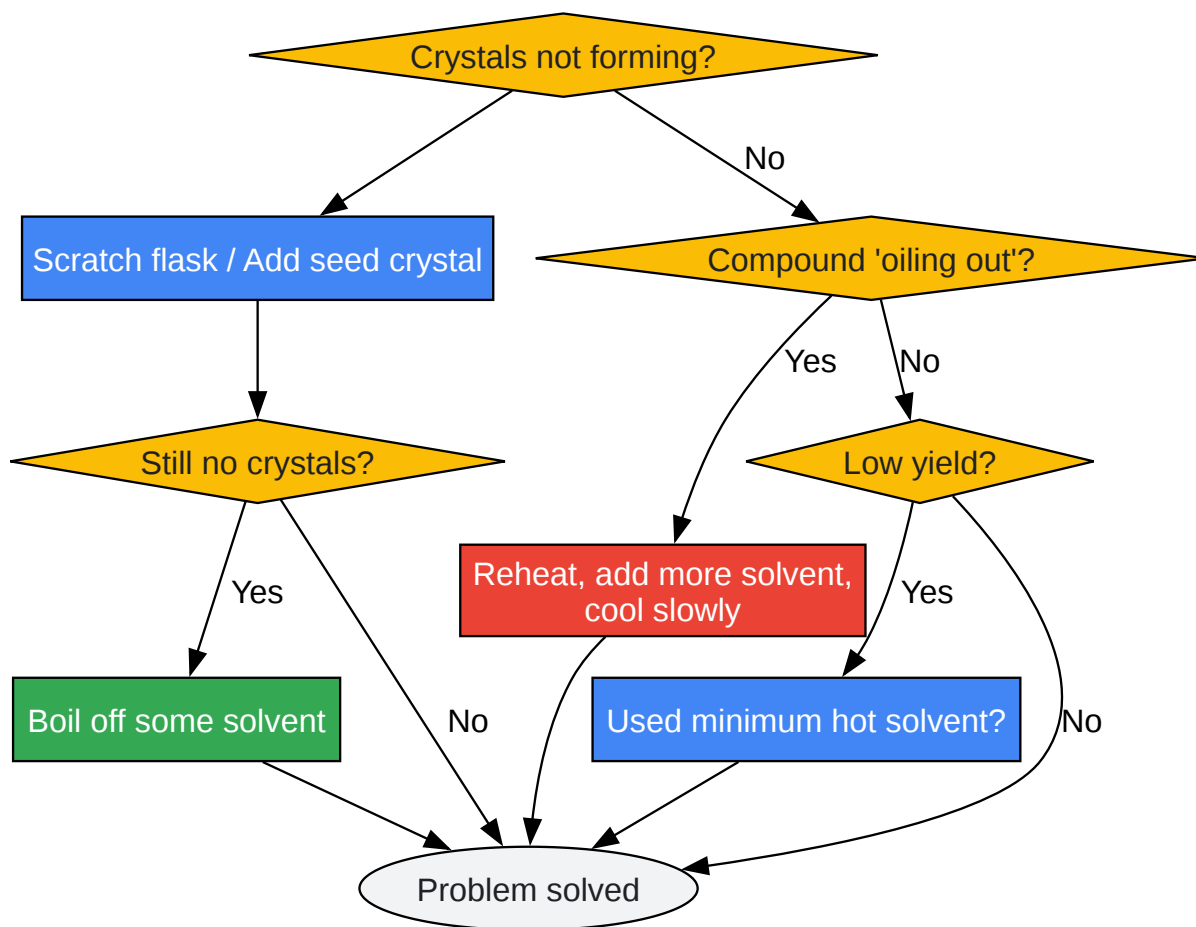 Crystals not forming?
No
Scratch flask / Add seed crystal
Compound 'oiling out'?
Yes
No
Still no crystals?
Low yield?
Reheat, add more solvent,
cool slowly
Yes
Yes
Boil off some solvent
No
Used minimum hot solvent?
No
Problem solved